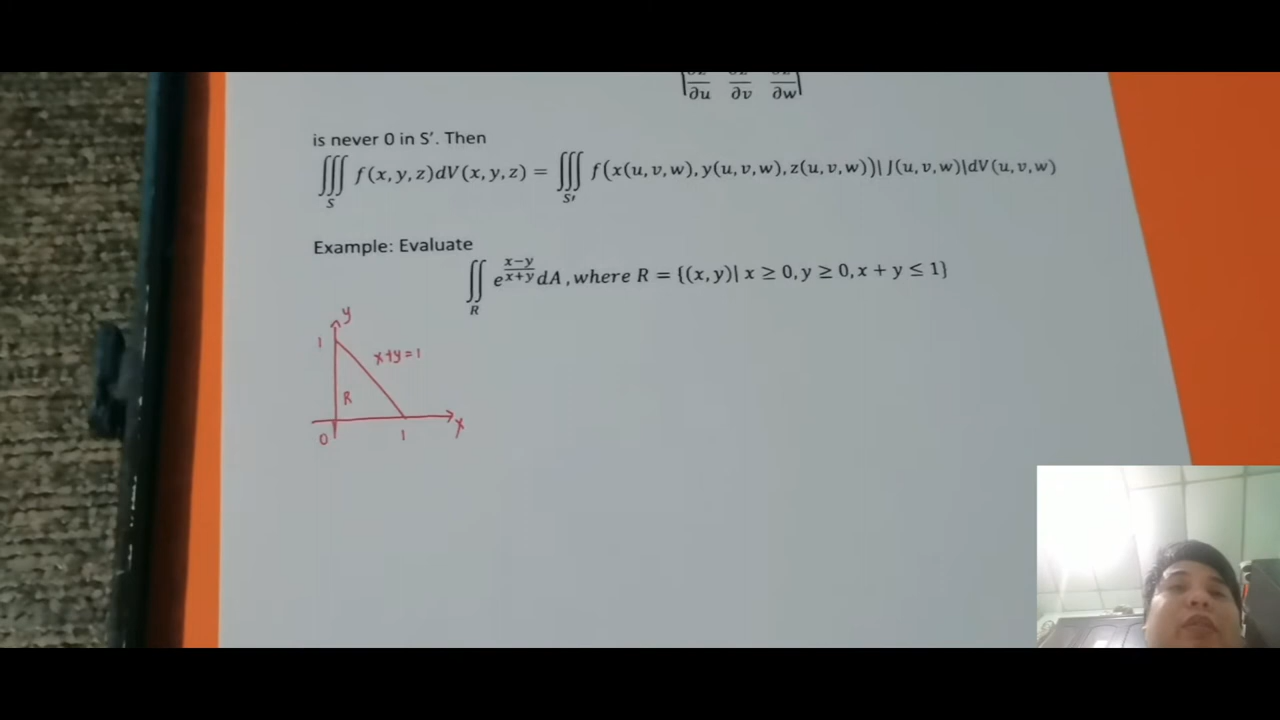 ∂u ∂v ∂w
is never 0 in S′. Then
∭_S f(x, y, z)dV(x, y, z) = ∭_S′ f(x(u, v, w), y(u, v, w), z(u, v, w))| J(u, v, w)|dV(u, v, w)
Example: Evaluate
∬_R e^((x−y)/(x+y)) dA , where R = {(x, y)| x ≥ 0, y ≥ 0, x + y ≤ 1}
y
1
x+y=1
R
x
0
1